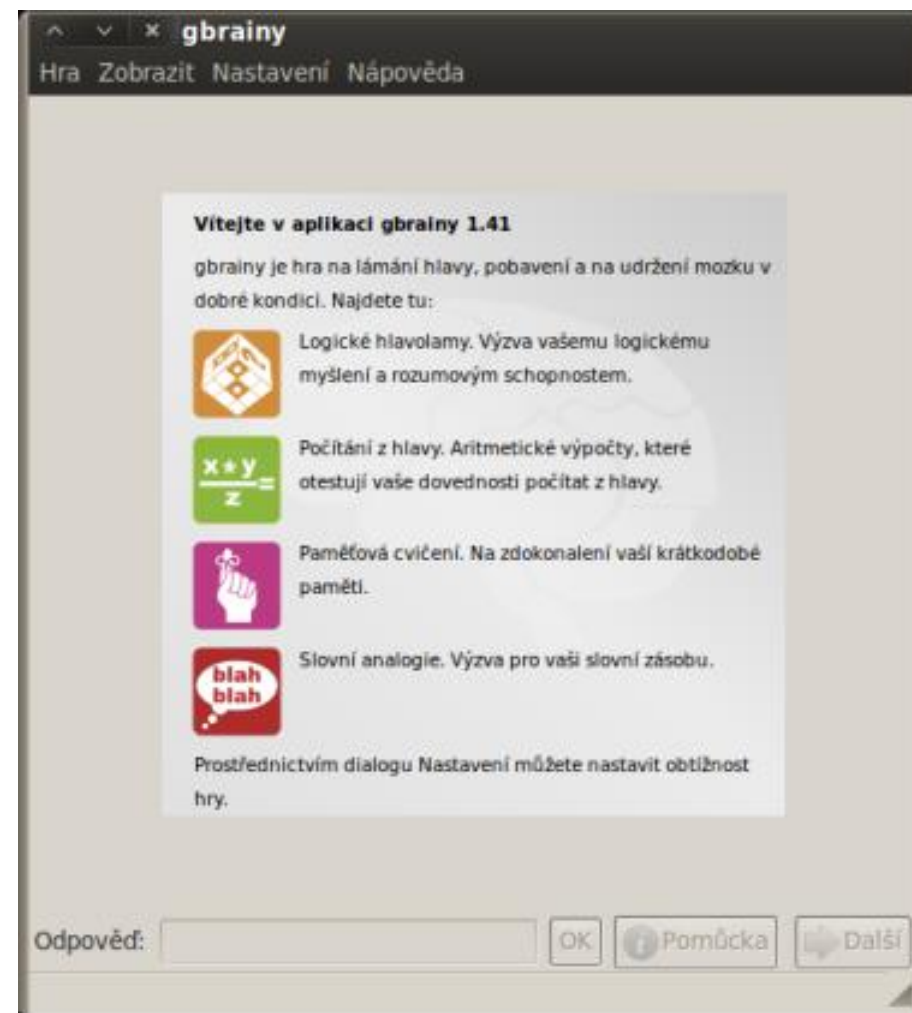 gbrainy
Hra Zobrazit Nastavení Nápověda
Vítejte v aplikaci gbrainy 1.41
gbrainy je hra na lámání hlavy, pobavení a na udržení mozku v
dobré kondici. Najdete tu:
Logické hlavolamy. Výzva vašemu logickému
myšlení a rozumovým schopnostem.
x * y
z =
Počítání z hlavy. Aritmetické výpočty, které
otestují vaše dovednosti počítat z hlavy.
Paměťová cvičení. Na zdokonalení vaší krátkodobé
paměti.
blah
blah
Slovní analogie. Výzva pro vaši slovní zásobu.
Prostřednictvím dialogu Nastavení můžete nastavit obtížnost
hry.
Odpověď: OK Pomůcka Další